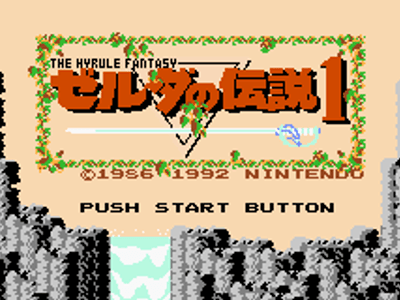 THE HYRULE FANTASY
ゼルダの伝説1
©1986 1992 NINTENDO
PUSH START BUTTON